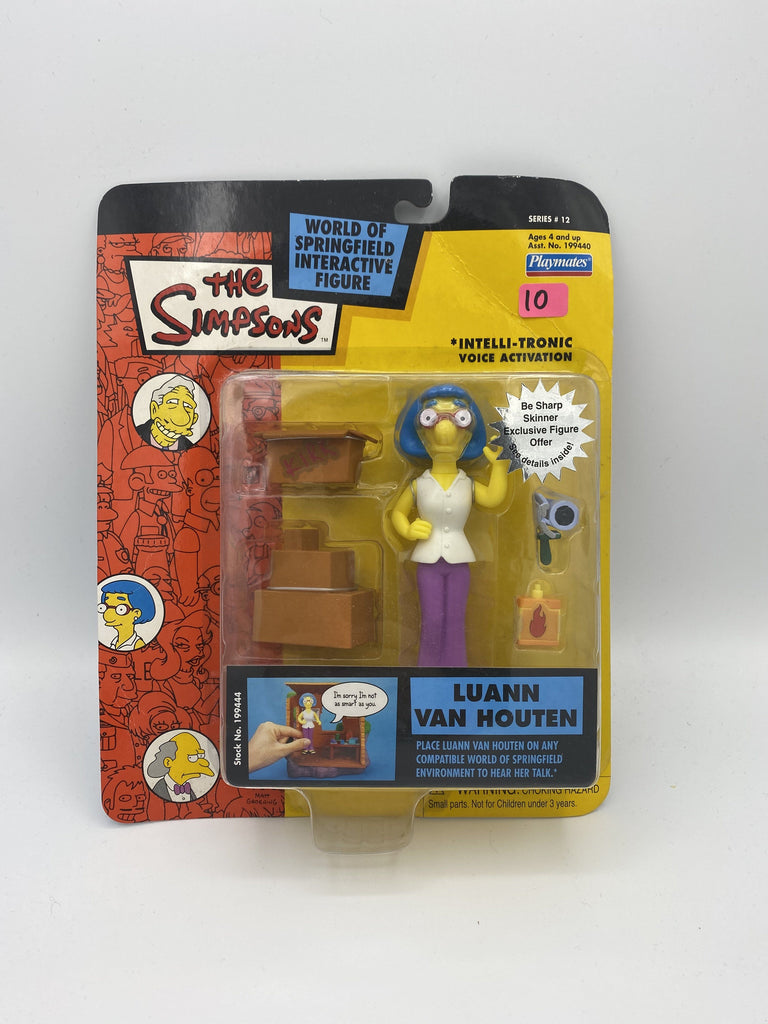 SERIES # 12
WORLD OF
SPRINGFIELD
INTERACTIVE
FIGURE
Ages 4 and up
Asst. No. 199440
Playmates
THE
SIMPSONS
TM
10
*INTELLI-TRONIC
VOICE ACTIVATION
Be Sharp
Skinner
Exclusive Figure
Offer
See details inside!
Stock No. 199444
I'm sorry I'm not
as smart as you.
LUANN
VAN HOUTEN
PLACE LUANN VAN HOUTEN ON ANY
COMPATIBLE WORLD OF SPRINGFIELD
ENVIRONMENT TO HEAR HER TALK.*
MATT
GROENING
WARNING: CHOKING HAZARD
Small parts. Not for Children under 3 years.